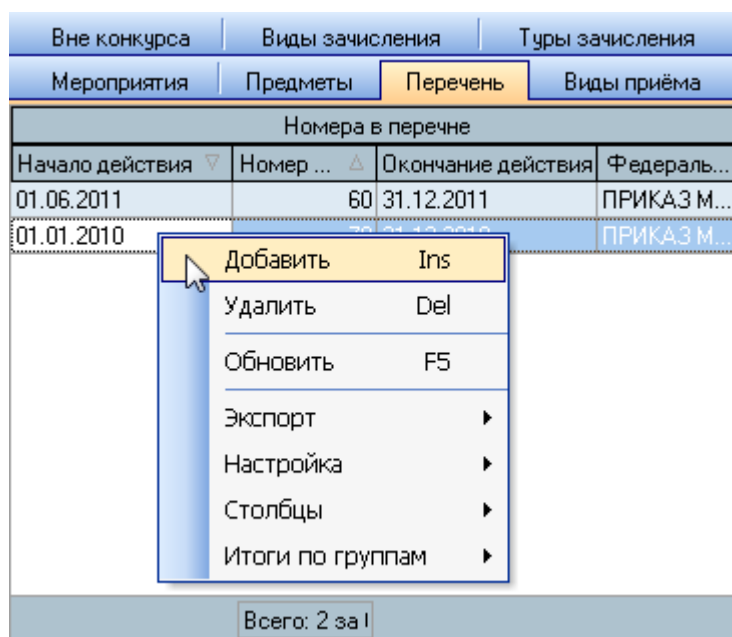 Вне конкурса Виды зачисления Туры зачисления
Мероприятия Предметы Перечень Виды приёма
Номера в перечне
Начало действия Номер ... Окончание действия Федераль...
01.06.2011 60 31.12.2011 ПРИКАЗ М...
01.01.2010 ПРИКАЗ М...
Добавить Ins
Удалить Del
Обновить F5
Экспорт
Настройка
Столбцы
Итоги по группам
Всего: 2 за